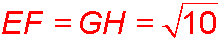 EF = GH = √10